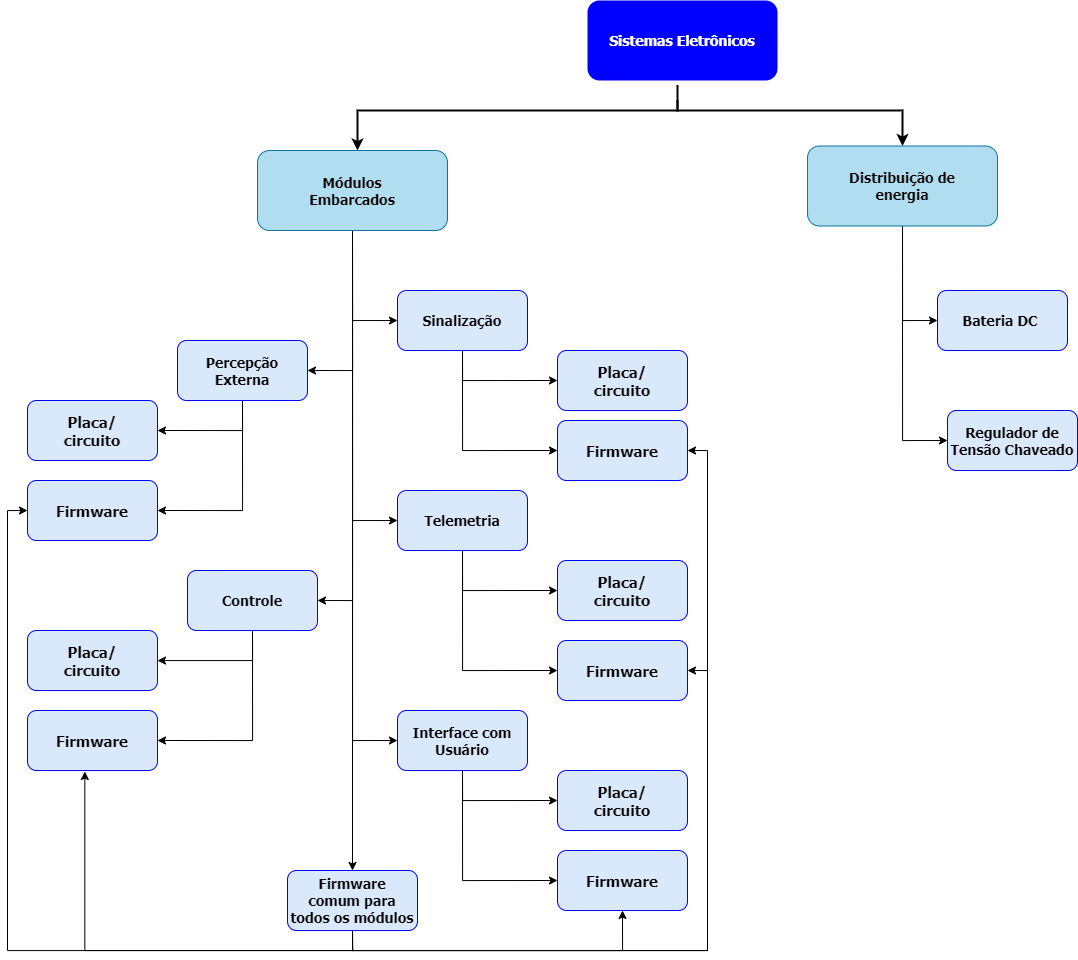 Sistemas Eletrônicos
Módulos
Embarcados
Distribuição de
energia
Sinalização
Bateria DC
Percepção
Externa
Placa/
circuito
Placa/
circuito
Firmware
Regulador de
Tensão Chaveado
Firmware
Telemetria
Controle
Placa/
circuito
Placa/
circuito
Firmware
Firmware
Interface com
Usuário
Placa/
circuito
Firmware
Firmware
comum para
todos os módulos